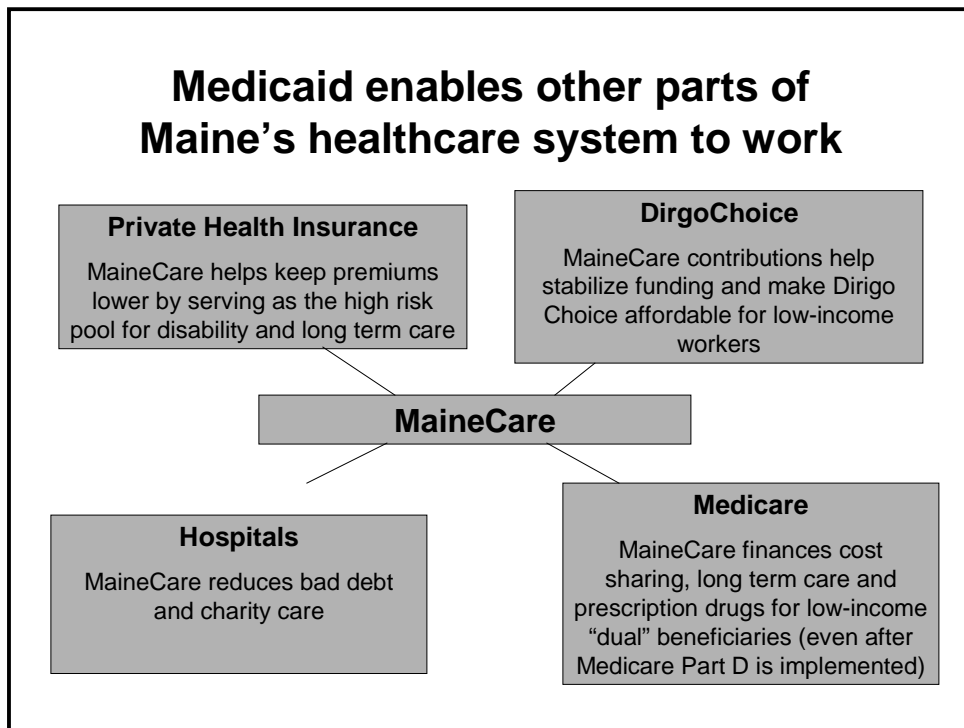 Medicaid enables other parts of
Maine's healthcare system to work
Private Health Insurance
MaineCare helps keep premiums
lower by serving as the high risk
pool for disability and long term care
DirgoChoice
MaineCare contributions help
stabilize funding and make Dirigo
Choice affordable for low-income
workers
MaineCare
Hospitals
MaineCare reduces bad debt
and charity care
Medicare
MaineCare finances cost
sharing, long term care and
prescription drugs for low-income
“dual” beneficiaries (even after
Medicare Part D is implemented)